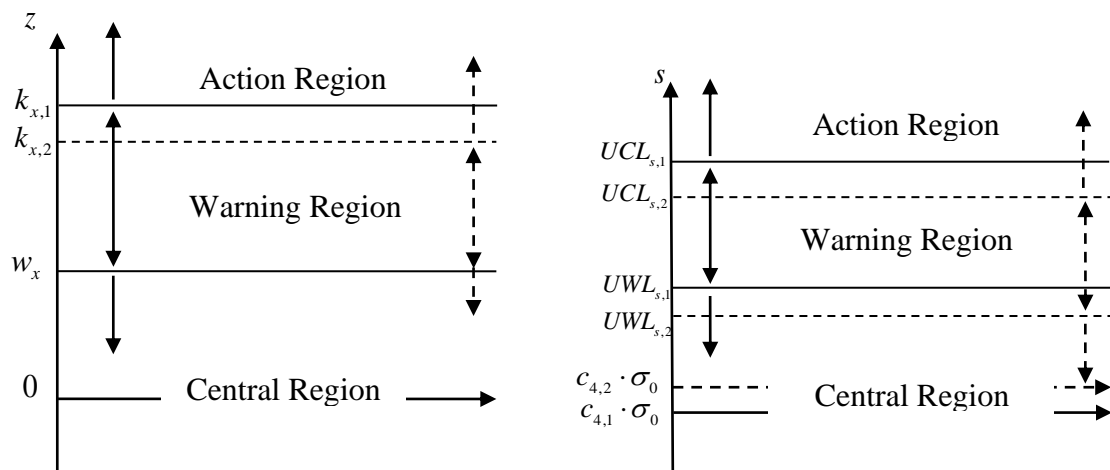 z
Action Region
k_{x,1}
k_{x,2}
Warning Region
w_x
0
Central Region
s
Action Region
UCL_{s,1}
UCL_{s,2}
Warning Region
UWL_{s,1}
UWL_{s,2}
c_{4,2} · σ_0
Central Region
c_{4,1} · σ_0